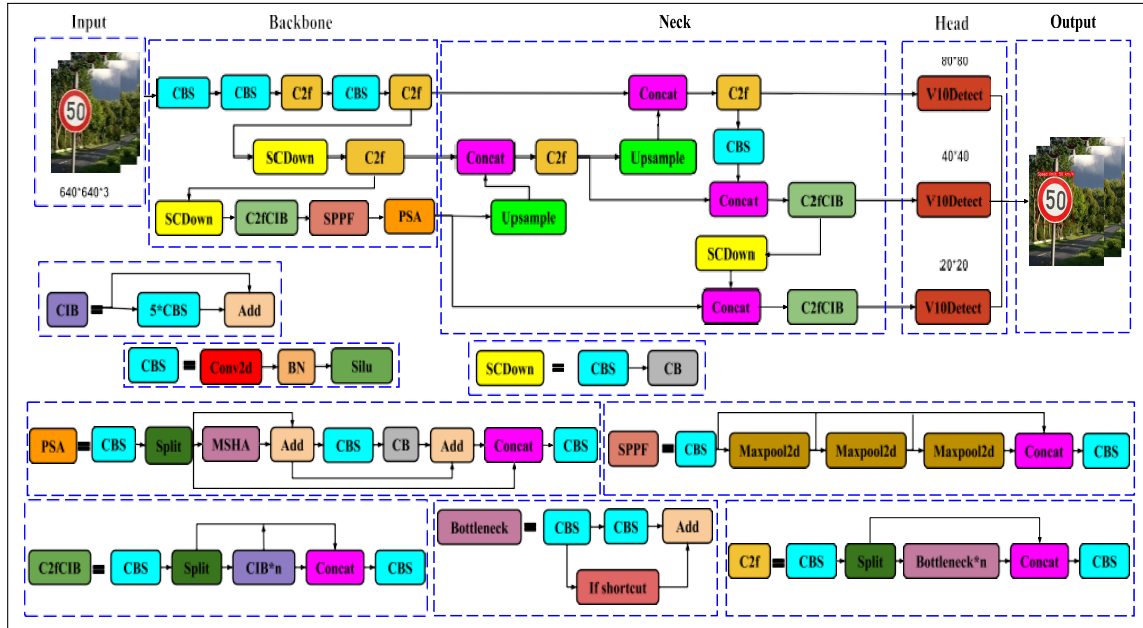 Input Backbone Neck Head Output
80*80
CBS CBS C2f CBS C2f Concat C2f V10Detect
50
CBS
40*40
SCDown C2f Concat C2f Upsample
640*640*3
Concat C2fCIB V10Detect
50
SCDown C2fCIB SPPF PSA Upsample
SCDown
20*20
CIB = 5*CBS Add
Concat C2fCIB V10Detect
CBS = Conv2d BN Silu
SCDown = CBS CB
PSA = CBS Split MSHA Add CBS CB Add Concat CBS
SPPF = CBS Maxpool2d Maxpool2d Maxpool2d Concat CBS
Bottleneck = CBS CBS Add
If shortcut
C2fCIB = CBS Split CIB*n Concat CBS
C2f = CBS Split Bottleneck*n Concat CBS